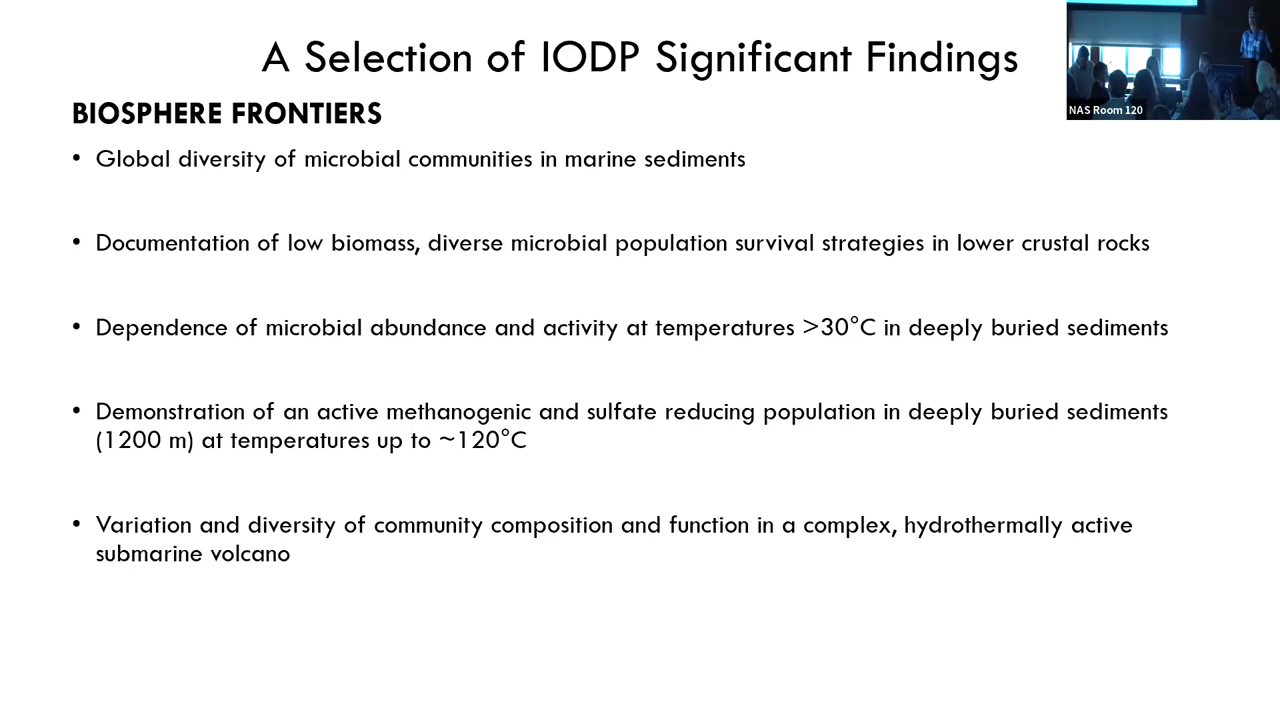 A Selection of IODP Significant Findings
NAS Room 120
BIOSPHERE FRONTIERS
• Global diversity of microbial communities in marine sediments
• Documentation of low biomass, diverse microbial population survival strategies in lower crustal rocks
• Dependence of microbial abundance and activity at temperatures >30°C in deeply buried sediments
• Demonstration of an active methanogenic and sulfate reducing population in deeply buried sediments
(1200 m) at temperatures up to ~120°C
• Variation and diversity of community composition and function in a complex, hydrothermally active
submarine volcano